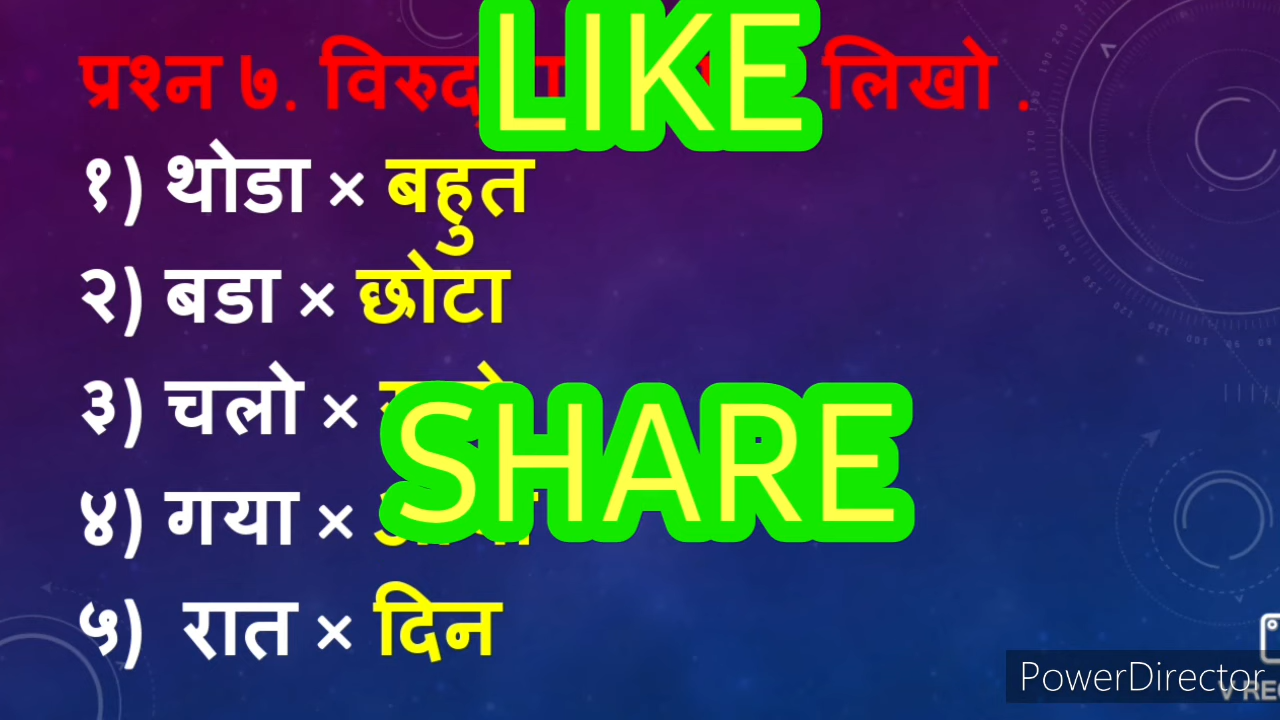 प्रश्न ७. लिखो .
LIKE
१) थोडा × बहुत
२) बडा × छोटा
३) चलो ×
SHARE
४) गया ×
५) रात × दिन
PowerDirector